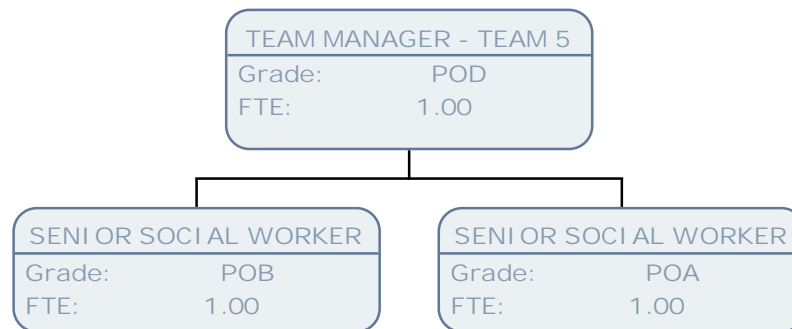 TEAM MANAGER - TEAM 5
Grade: POD
FTE: 1.00
SENIOR SOCIAL WORKER
Grade: POB
FTE: 1.00
SENIOR SOCIAL WORKER
Grade: POA
FTE: 1.00